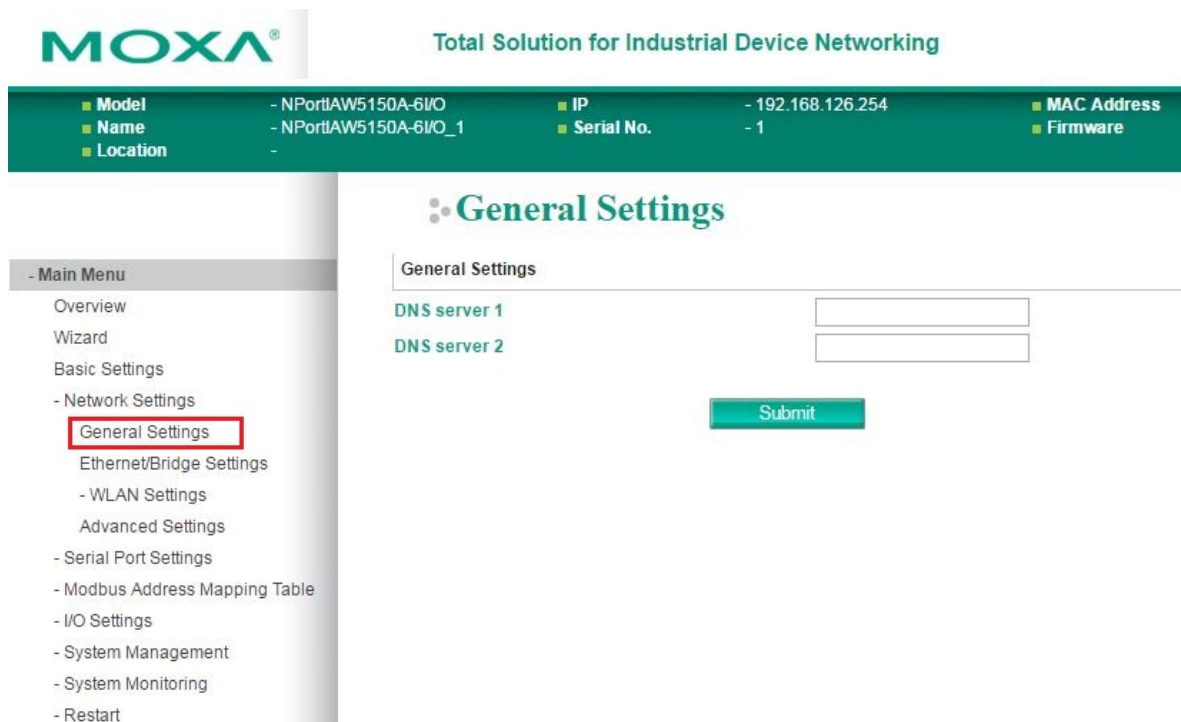 MOXA®
Total Solution for Industrial Device Networking
Model - NPortIAW5150A-6I/O IP - 192.168.126.254 MAC Address
Name - NPortIAW5150A-6I/O_1 Serial No. - 1 Firmware
Location -
General Settings
- Main Menu
Overview
Wizard
Basic Settings
- Network Settings
General Settings
Ethernet/Bridge Settings
- WLAN Settings
Advanced Settings
- Serial Port Settings
- Modbus Address Mapping Table
- I/O Settings
- System Management
- System Monitoring
- Restart
General Settings
DNS server 1
DNS server 2
Submit